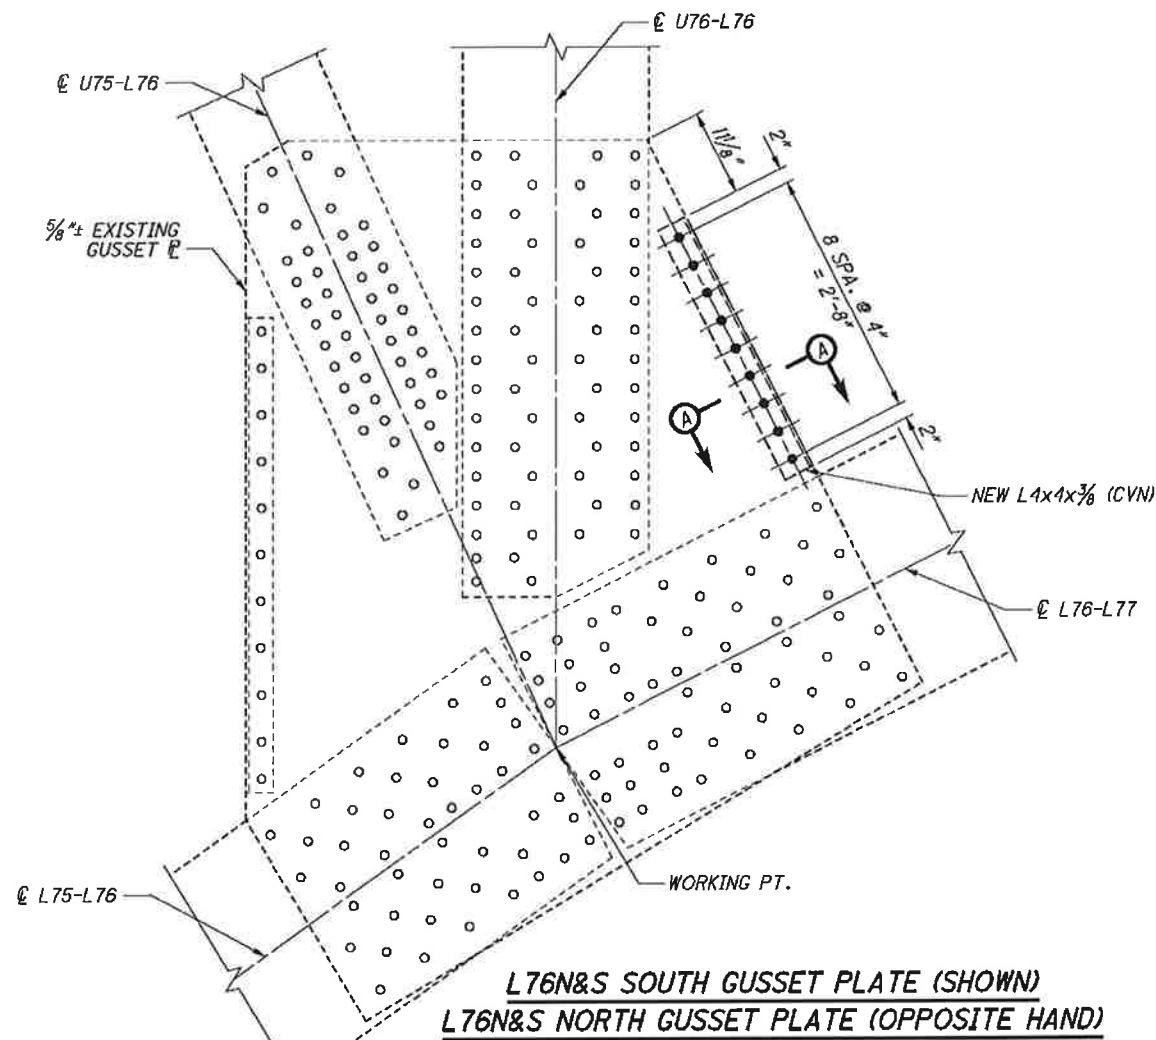 ℄ U76-L76
℄ U75-L76
11 1/8"
2"
5/8"± EXISTING
GUSSET ℙL
8 SPA. @ 4"
= 2'-8"
A
A
2"
NEW L4x4x3/8 (CVN)
℄ L76-L77
℄ L75-L76
WORKING PT.
L76N&S SOUTH GUSSET PLATE (SHOWN)
L76N&S NORTH GUSSET PLATE (OPPOSITE HAND)